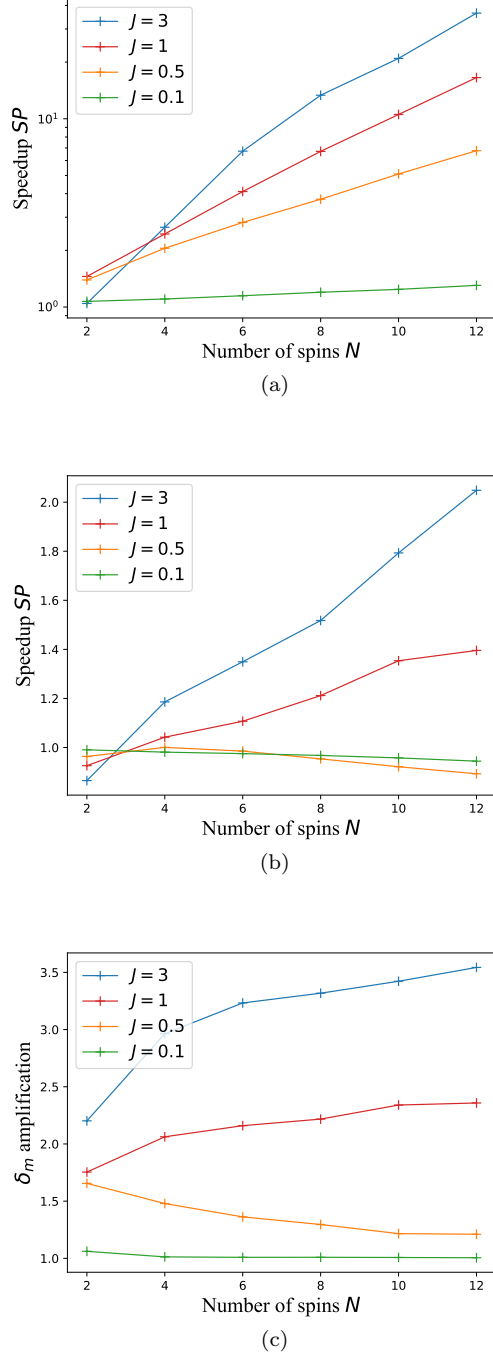 J = 3
J = 1
J = 0.5
J = 0.1
Speedup SP
10¹
10⁰
2 4 6 8 10 12
Number of spins N
(a)
J = 3
J = 1
J = 0.5
J = 0.1
Speedup SP
2.0
1.8
1.6
1.4
1.2
1.0
2 4 6 8 10 12
Number of spins N
(b)
J = 3
J = 1
J = 0.5
J = 0.1
δₘ amplification
3.5
3.0
2.5
2.0
1.5
1.0
2 4 6 8 10 12
Number of spins N
(c)